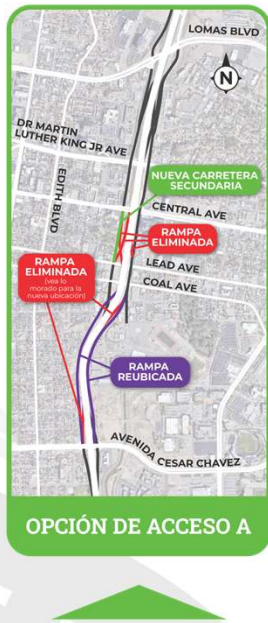 LOMAS BLVD
N
DR MARTIN
LUTHER KING JR AVE
EDITH BLVD
NUEVA CARRETERA
SECUNDARIA
CENTRAL AVE
RAMPA
ELIMINADA
RAMPA
ELIMINADA
(vea lo
morado para la
nueva ubicación)
LEAD AVE
COAL AVE
RAMPA
REUBICADA
AVENIDA
CESAR CHAVEZ
OPCIÓN DE ACCESO A